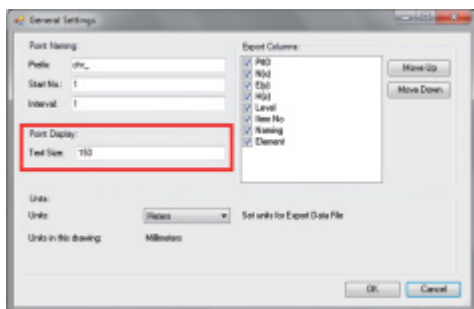 General Settings
Point Naming:
Prefix: chr_
Start No.: 1
Interval: 1
Point Display:
Text Size: 150
Export Columns:
PtID
N(x)
E(y)
H(z)
Level
Item No
Naming
Element
Move Up
Move Down
Units:
Units: Meters
Set units for Export Data File
Units in this drawing: Millimeters
OK
Cancel